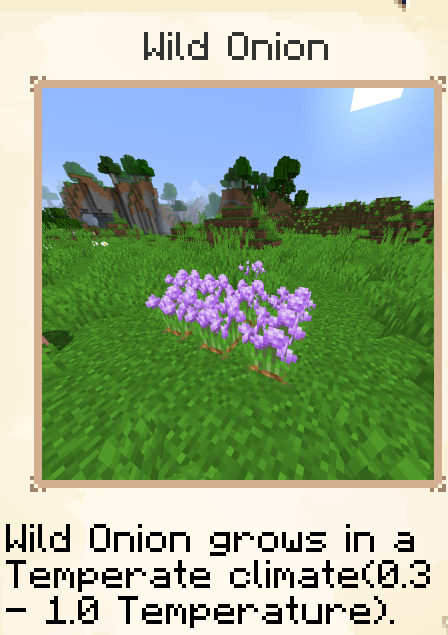 Wild Onion
Wild Onion grows in a
Temperate climate(0.3
- 1.0 Temperature).